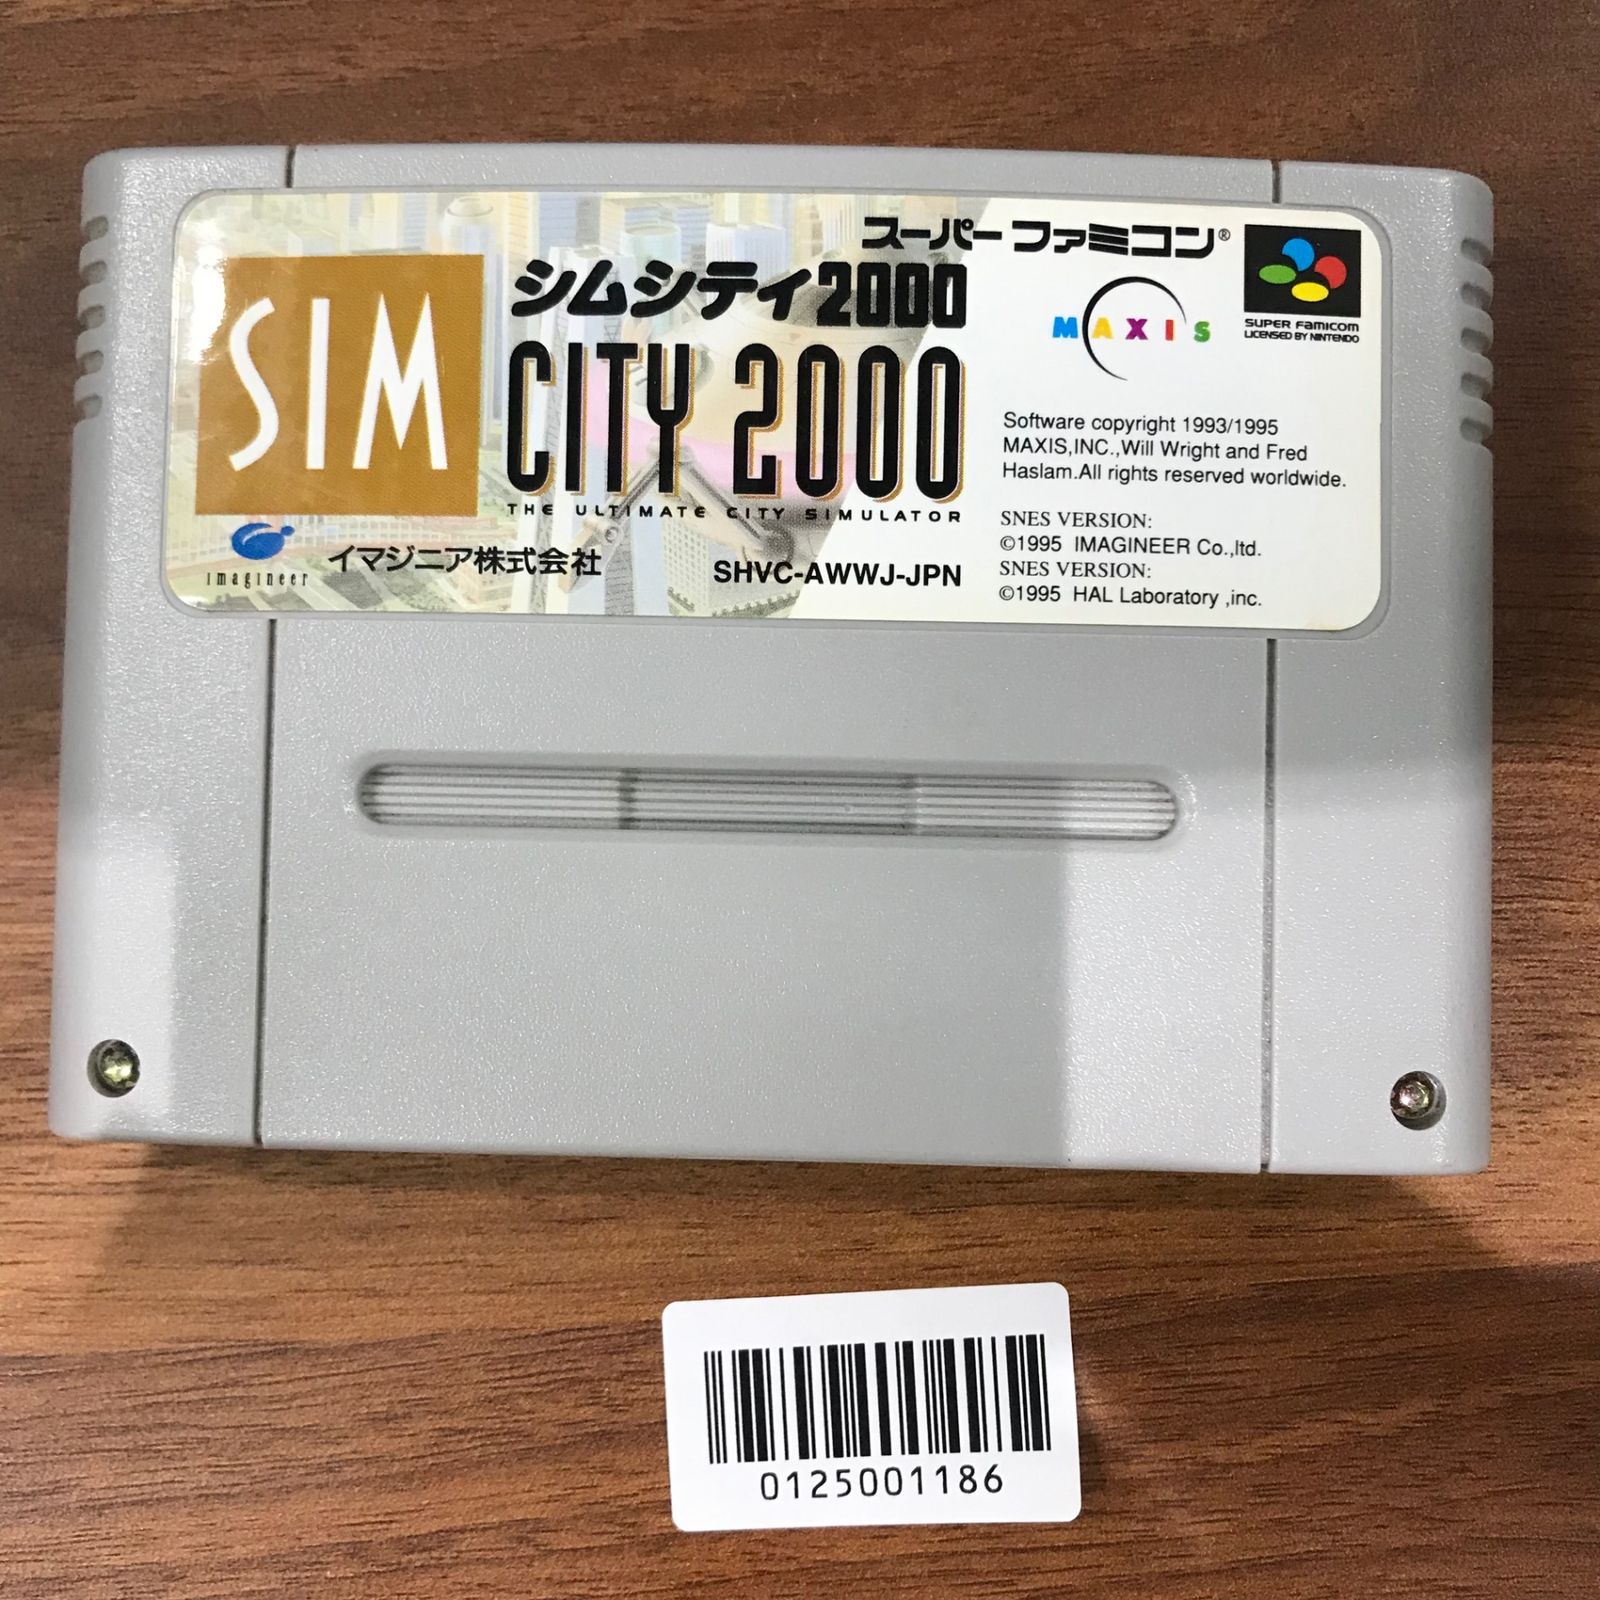 スーパーファミコン®
SIM
シムシティ2000
CITY 2000
THE ULTIMATE CITY SIMULATOR
imagineer
イマジニア株式会社
SHVC-AWWJ-JPN
MAXIS
SUPER FAMICOM
LICENSED BY NINTENDO
Software copyright 1993/1995
MAXIS,INC.,Will Wright and Fred
Haslam.All rights reserved worldwide.
SNES VERSION:
©1995 IMAGINEER Co.,ltd.
SNES VERSION:
©1995 HAL Laboratory ,inc.
0125001186